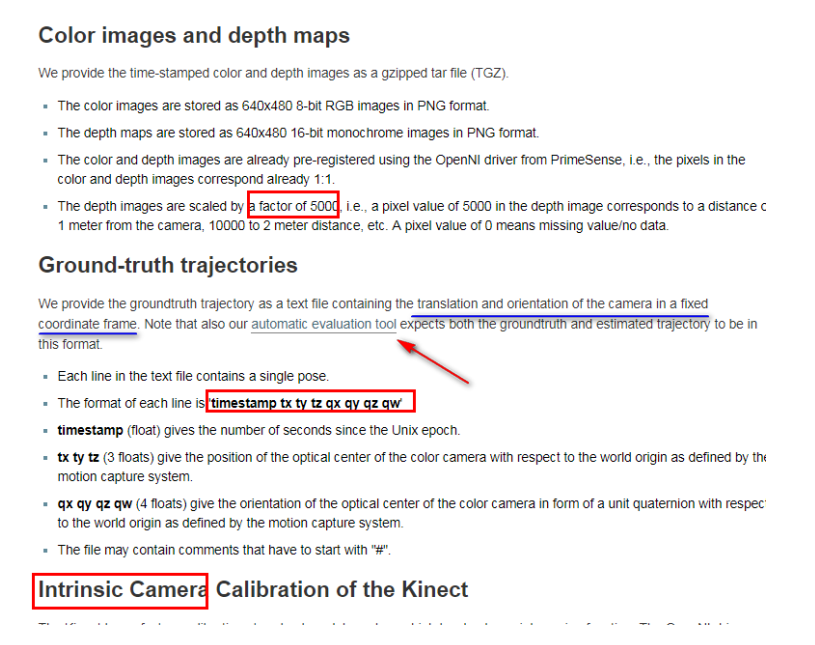 Color images and depth maps
We provide the time-stamped color and depth images as a gzipped tar file (TGZ).
The color images are stored as 640x480 8-bit RGB images in PNG format.
The depth maps are stored as 640x480 16-bit monochrome images in PNG format.
The color and depth images are already pre-registered using the OpenNI driver from PrimeSense, i.e., the pixels in the
color and depth images correspond already 1:1.
The depth images are scaled by a factor of 5000, i.e., a pixel value of 5000 in the depth image corresponds to a distance
1 meter from the camera, 10000 to 2 meter distance, etc. A pixel value of 0 means missing value/no data.
Ground-truth trajectories
We provide the groundtruth trajectory as a text file containing the translation and orientation of the camera in a fixed
coordinate frame. Note that also our automatic evaluation tool expects both the groundtruth and estimated trajectory to be in
this format.
Each line in the text file contains a single pose.
The format of each line is 'timestamp tx ty tz qx qy qz qw'
timestamp (float) gives the number of seconds since the Unix epoch.
tx ty tz (3 floats) give the position of the optical center of the color camera with respect to the world origin as defined by the
motion capture system.
qx qy qz qw (4 floats) give the orientation of the optical center of the color camera in form of a unit quaternion with respec
to the world origin as defined by the motion capture system.
The file may contain comments that have to start with "#".
Intrinsic Camera Calibration of the Kinect